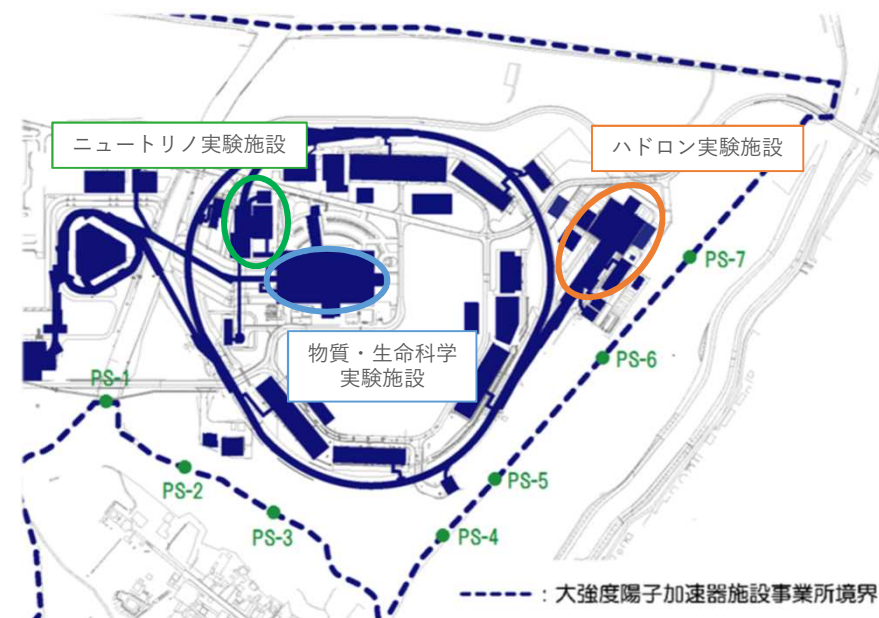 ニュートリノ実験施設
ハドロン実験施設
PS-7
物質・生命科学
実験施設
PS-6
PS-1
PS-2
PS-5
PS-3
PS-4
：大強度陽子加速器施設事業所境界